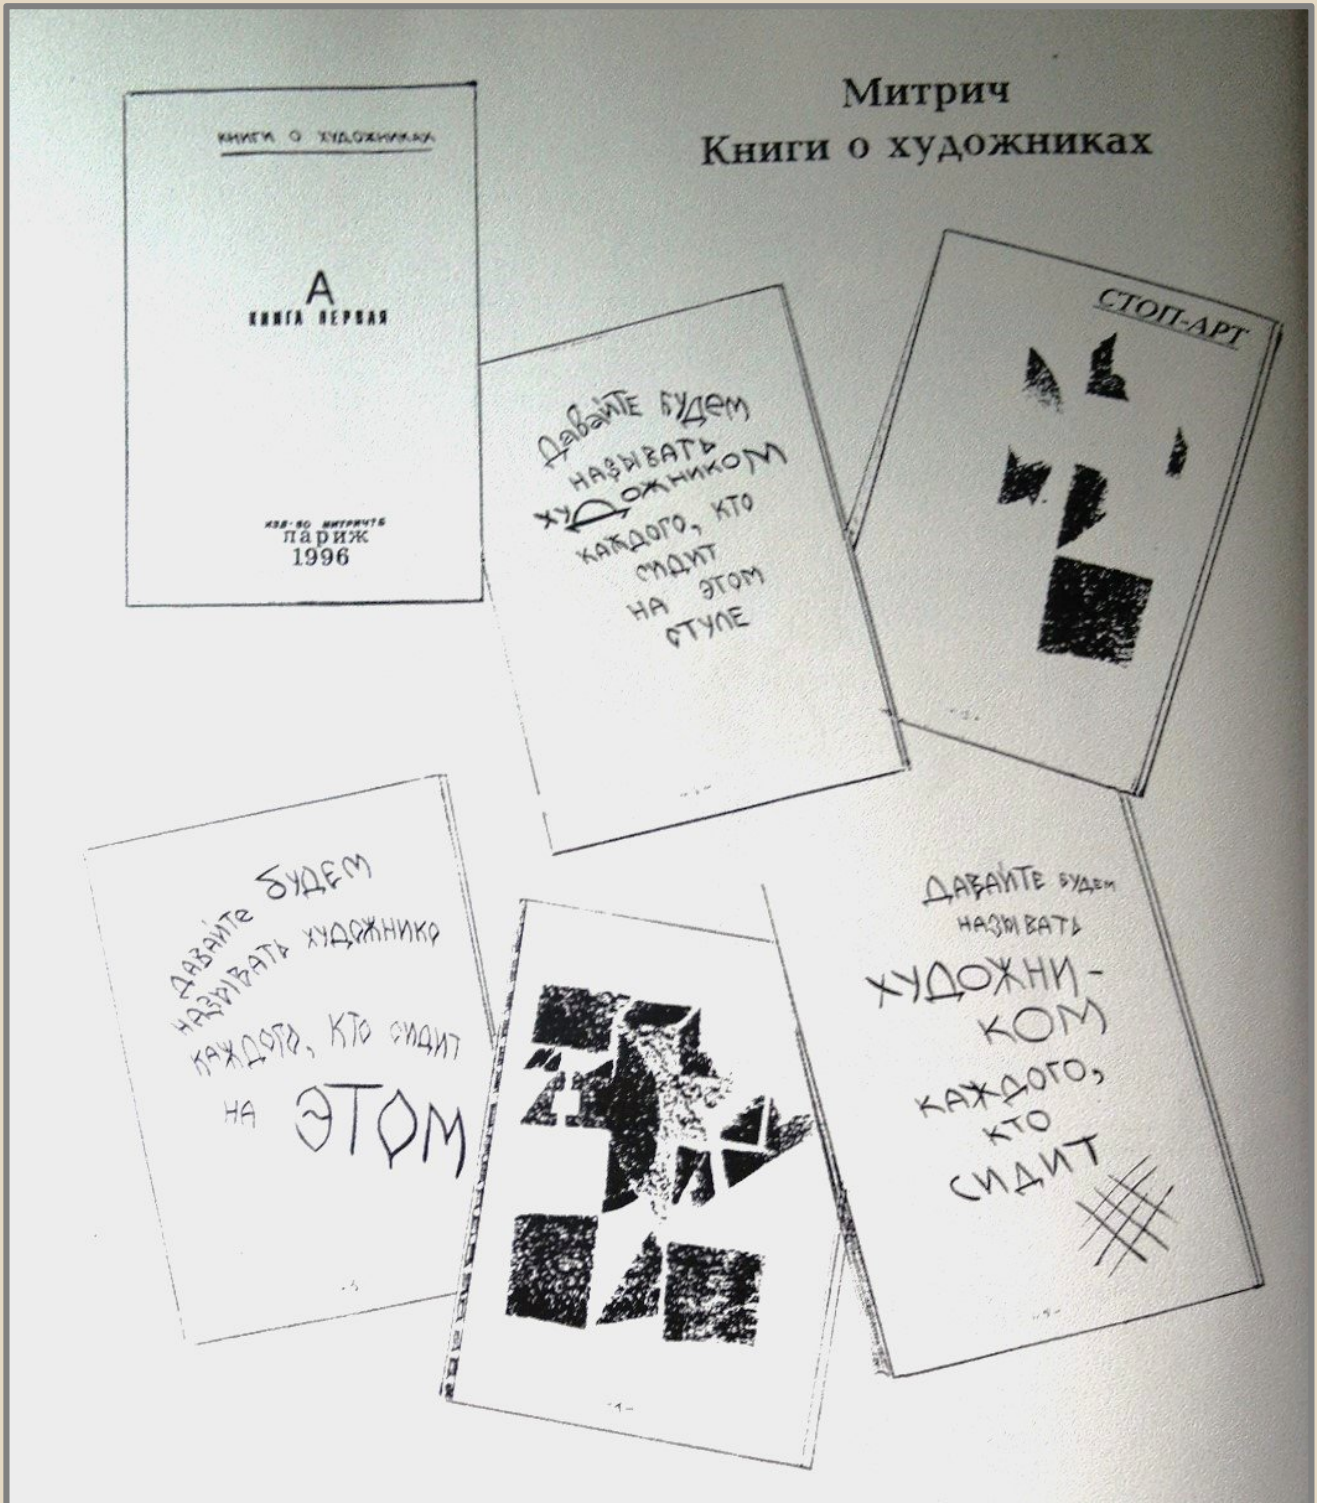 Митрич
Книги о художниках
КНИГИ О ХУДОЖНИКАХ
А
КНИГА ПЕРВАЯ
ИЗД-ВО МИТРИЧЪ
париж
1996
Давайте будем
называть
художником
каждого, кто
сидит
на этом
стуле
СТОП-АРТ
ДАВАЙТЕ БУДЕМ
НАЗЫВАТЬ ХУДОЖНИКО
КАЖДОГО, КТО СИДИТ
НА ЭТОМ
-3
-1-
ДАВАЙТЕ БУДЕМ
НАЗЫВАТЬ
ХУДОЖНИ-
КОМ
КАЖДОГО,
КТО
СИДИТ